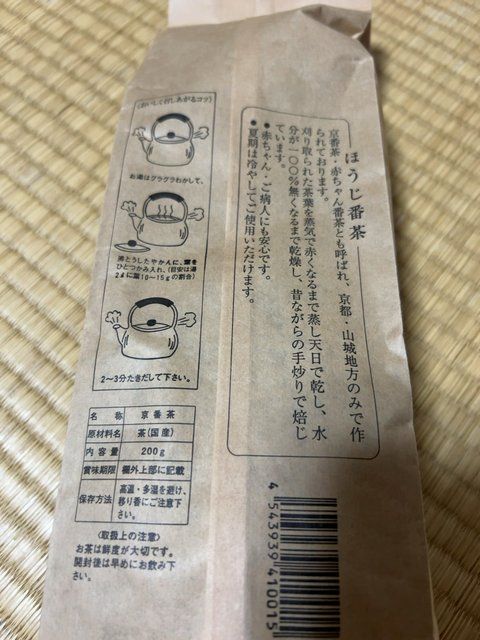 ほうじ番茶
京番茶・赤ちゃん番茶とも呼ばれ、京都・山城地方のみで作
られております。
刈り取られた茶葉を蒸気で赤くなるまで蒸し天日で乾し、水
分が一〇〇%無くなるまで乾燥し、昔ながらの手炒りで焙じ
ています。
●赤ちゃん・ご病人にも安心です。
●夏期は冷やしてご使用いただけます。
(おいしく召しあがるコツ)
お湯はグラグラわかして、
沸とうしたやかんに、葉を
ひとつかみ入れ、(目安は湯
2ℓに葉10〜15gの割合)
2〜3分たきだして下さい。
名 称 京番茶
原材料名 茶(国産)
内 容 量 200g
賞味期限 欄外上部に記載
保存方法 高温・多湿を避け、
移り香にご注意下
さい。
〈取扱上の注意〉
お茶は鮮度が大切です。
開封後は早めにお飲み下
さい。
4543939410015